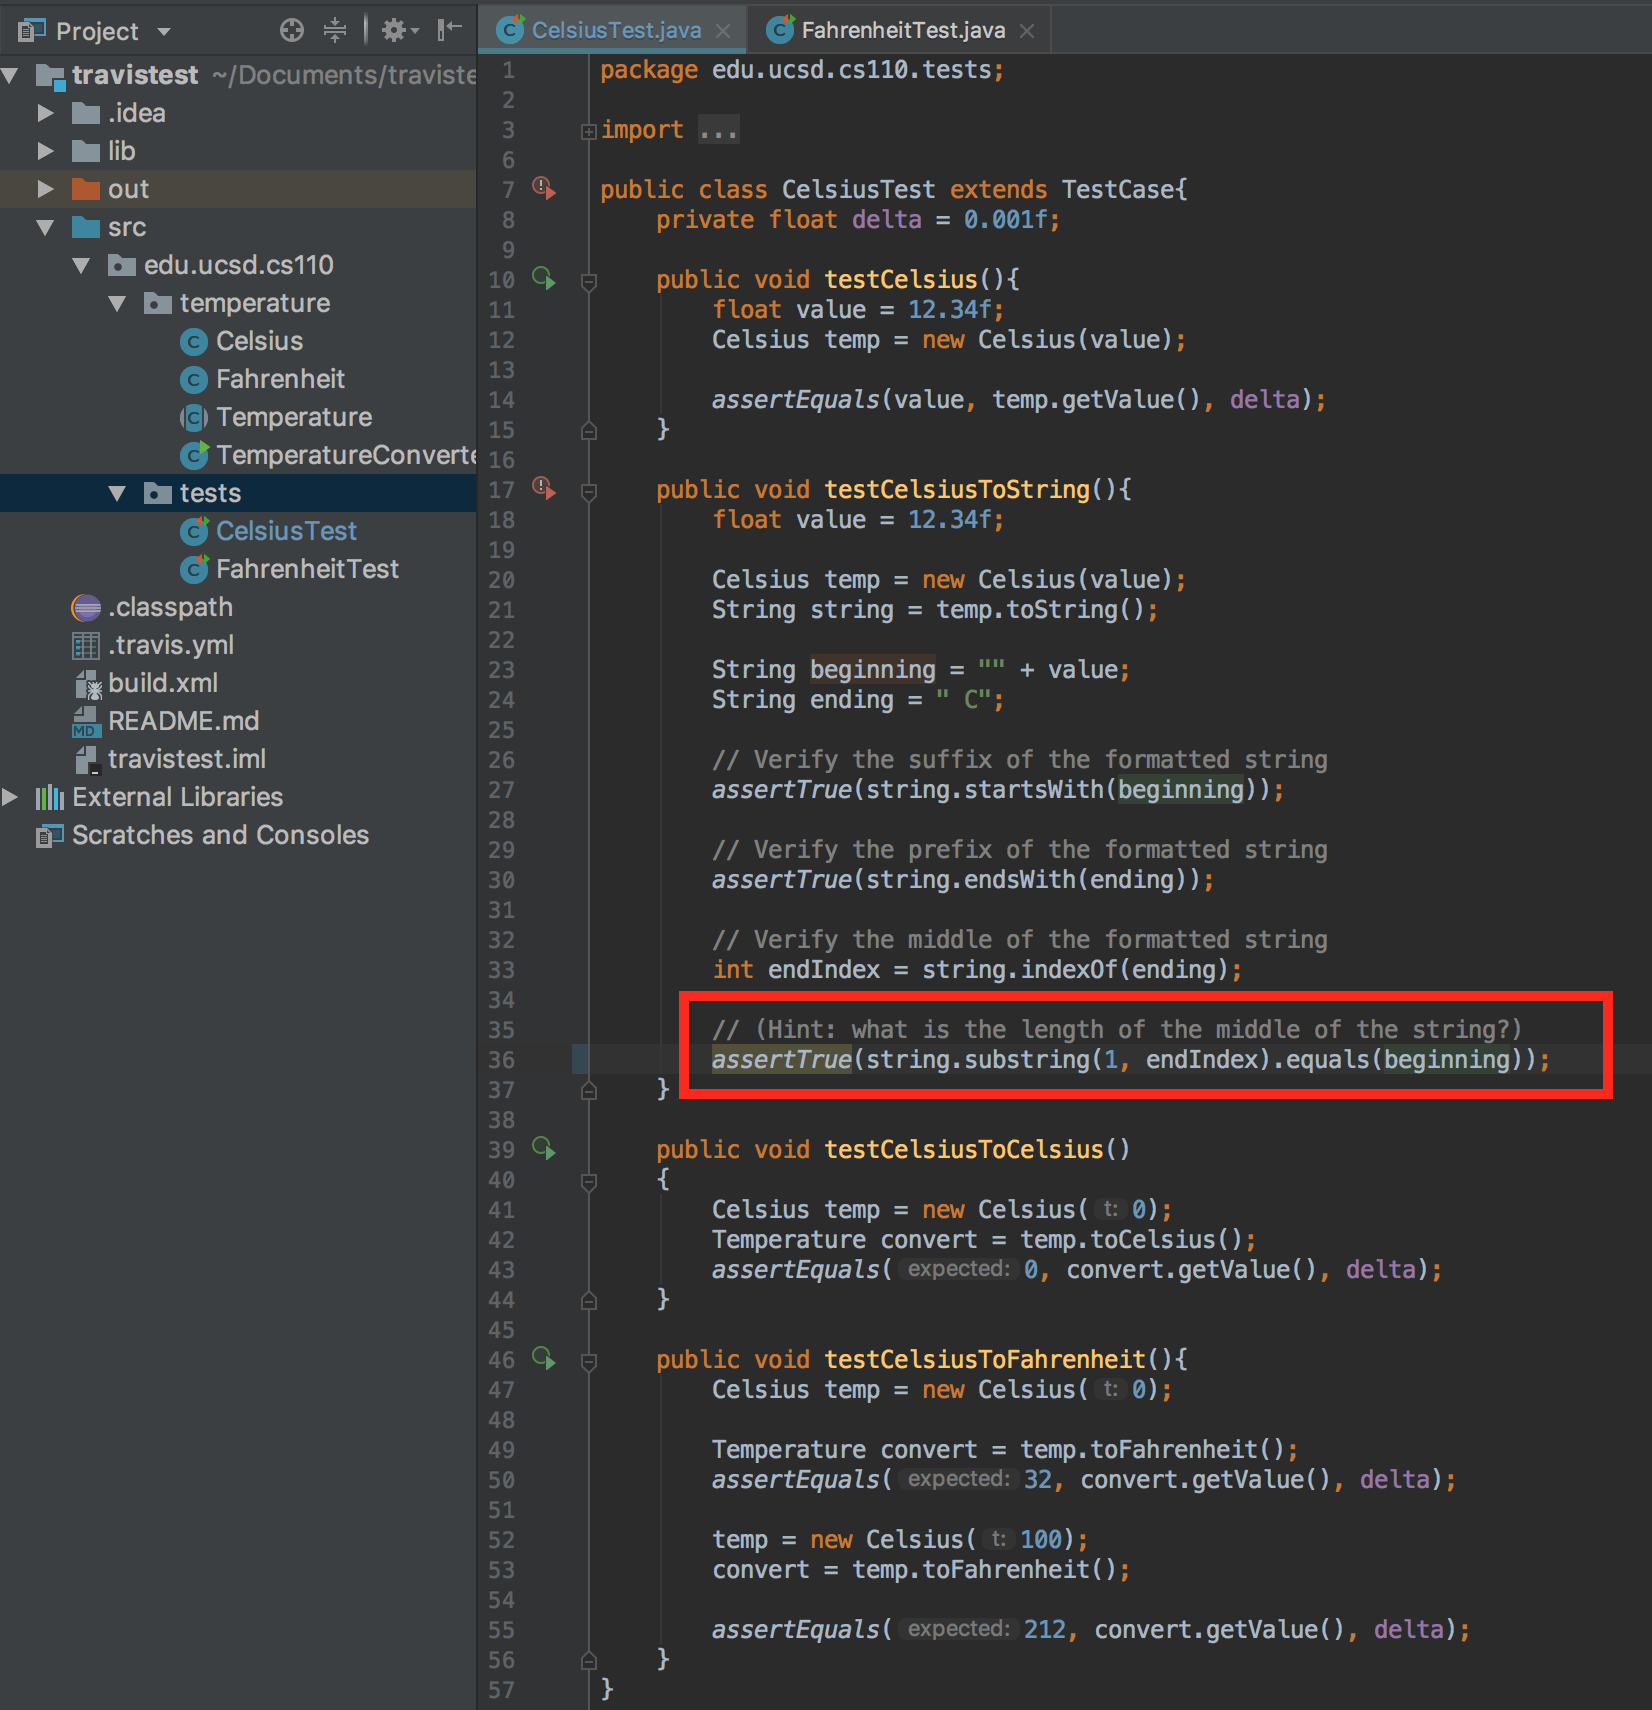 Project
travistest ~/Documents/traviste
.idea
lib
out
src
edu.ucsd.cs110
temperature
Celsius
Fahrenheit
Temperature
TemperatureConverte
tests
CelsiusTest
FahrenheitTest
.classpath
.travis.yml
build.xml
README.md
travistest.iml
External Libraries
Scratches and Consoles
CelsiusTest.java FahrenheitTest.java
1 package edu.ucsd.cs110.tests;
2
3 import ...
6
7 public class CelsiusTest extends TestCase{
8 private float delta = 0.001f;
9
10 public void testCelsius(){
11 float value = 12.34f;
12 Celsius temp = new Celsius(value);
13
14 assertEquals(value, temp.getValue(), delta);
15 }
16
17 public void testCelsiusToString(){
18 float value = 12.34f;
19
20 Celsius temp = new Celsius(value);
21 String string = temp.toString();
22
23 String beginning = "" + value;
24 String ending = " C";
25
26 // Verify the suffix of the formatted string
27 assertTrue(string.startsWith(beginning));
28
29 // Verify the prefix of the formatted string
30 assertTrue(string.endsWith(ending));
31
32 // Verify the middle of the formatted string
33 int endIndex = string.indexOf(ending);
34
35 // (Hint: what is the length of the middle of the string?)
36 assertTrue(string.substring(1, endIndex).equals(beginning));
37 }
38
39 public void testCelsiusToCelsius()
40 {
41 Celsius temp = new Celsius( t: 0);
42 Temperature convert = temp.toCelsius();
43 assertEquals( expected: 0, convert.getValue(), delta);
44 }
45
46 public void testCelsiusToFahrenheit(){
47 Celsius temp = new Celsius( t: 0);
48
49 Temperature convert = temp.toFahrenheit();
50 assertEquals( expected: 32, convert.getValue(), delta);
51
52 temp = new Celsius( t: 100);
53 convert = temp.toFahrenheit();
54
55 assertEquals( expected: 212, convert.getValue(), delta);
56 }
57 }